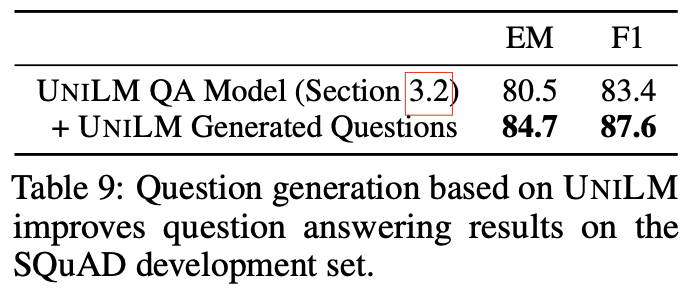 EM F1
UNILM QA Model (Section 3.2) 80.5 83.4
+ UNILM Generated Questions 84.7 87.6
Table 9: Question generation based on UNILM
improves question answering results on the
SQuAD development set.